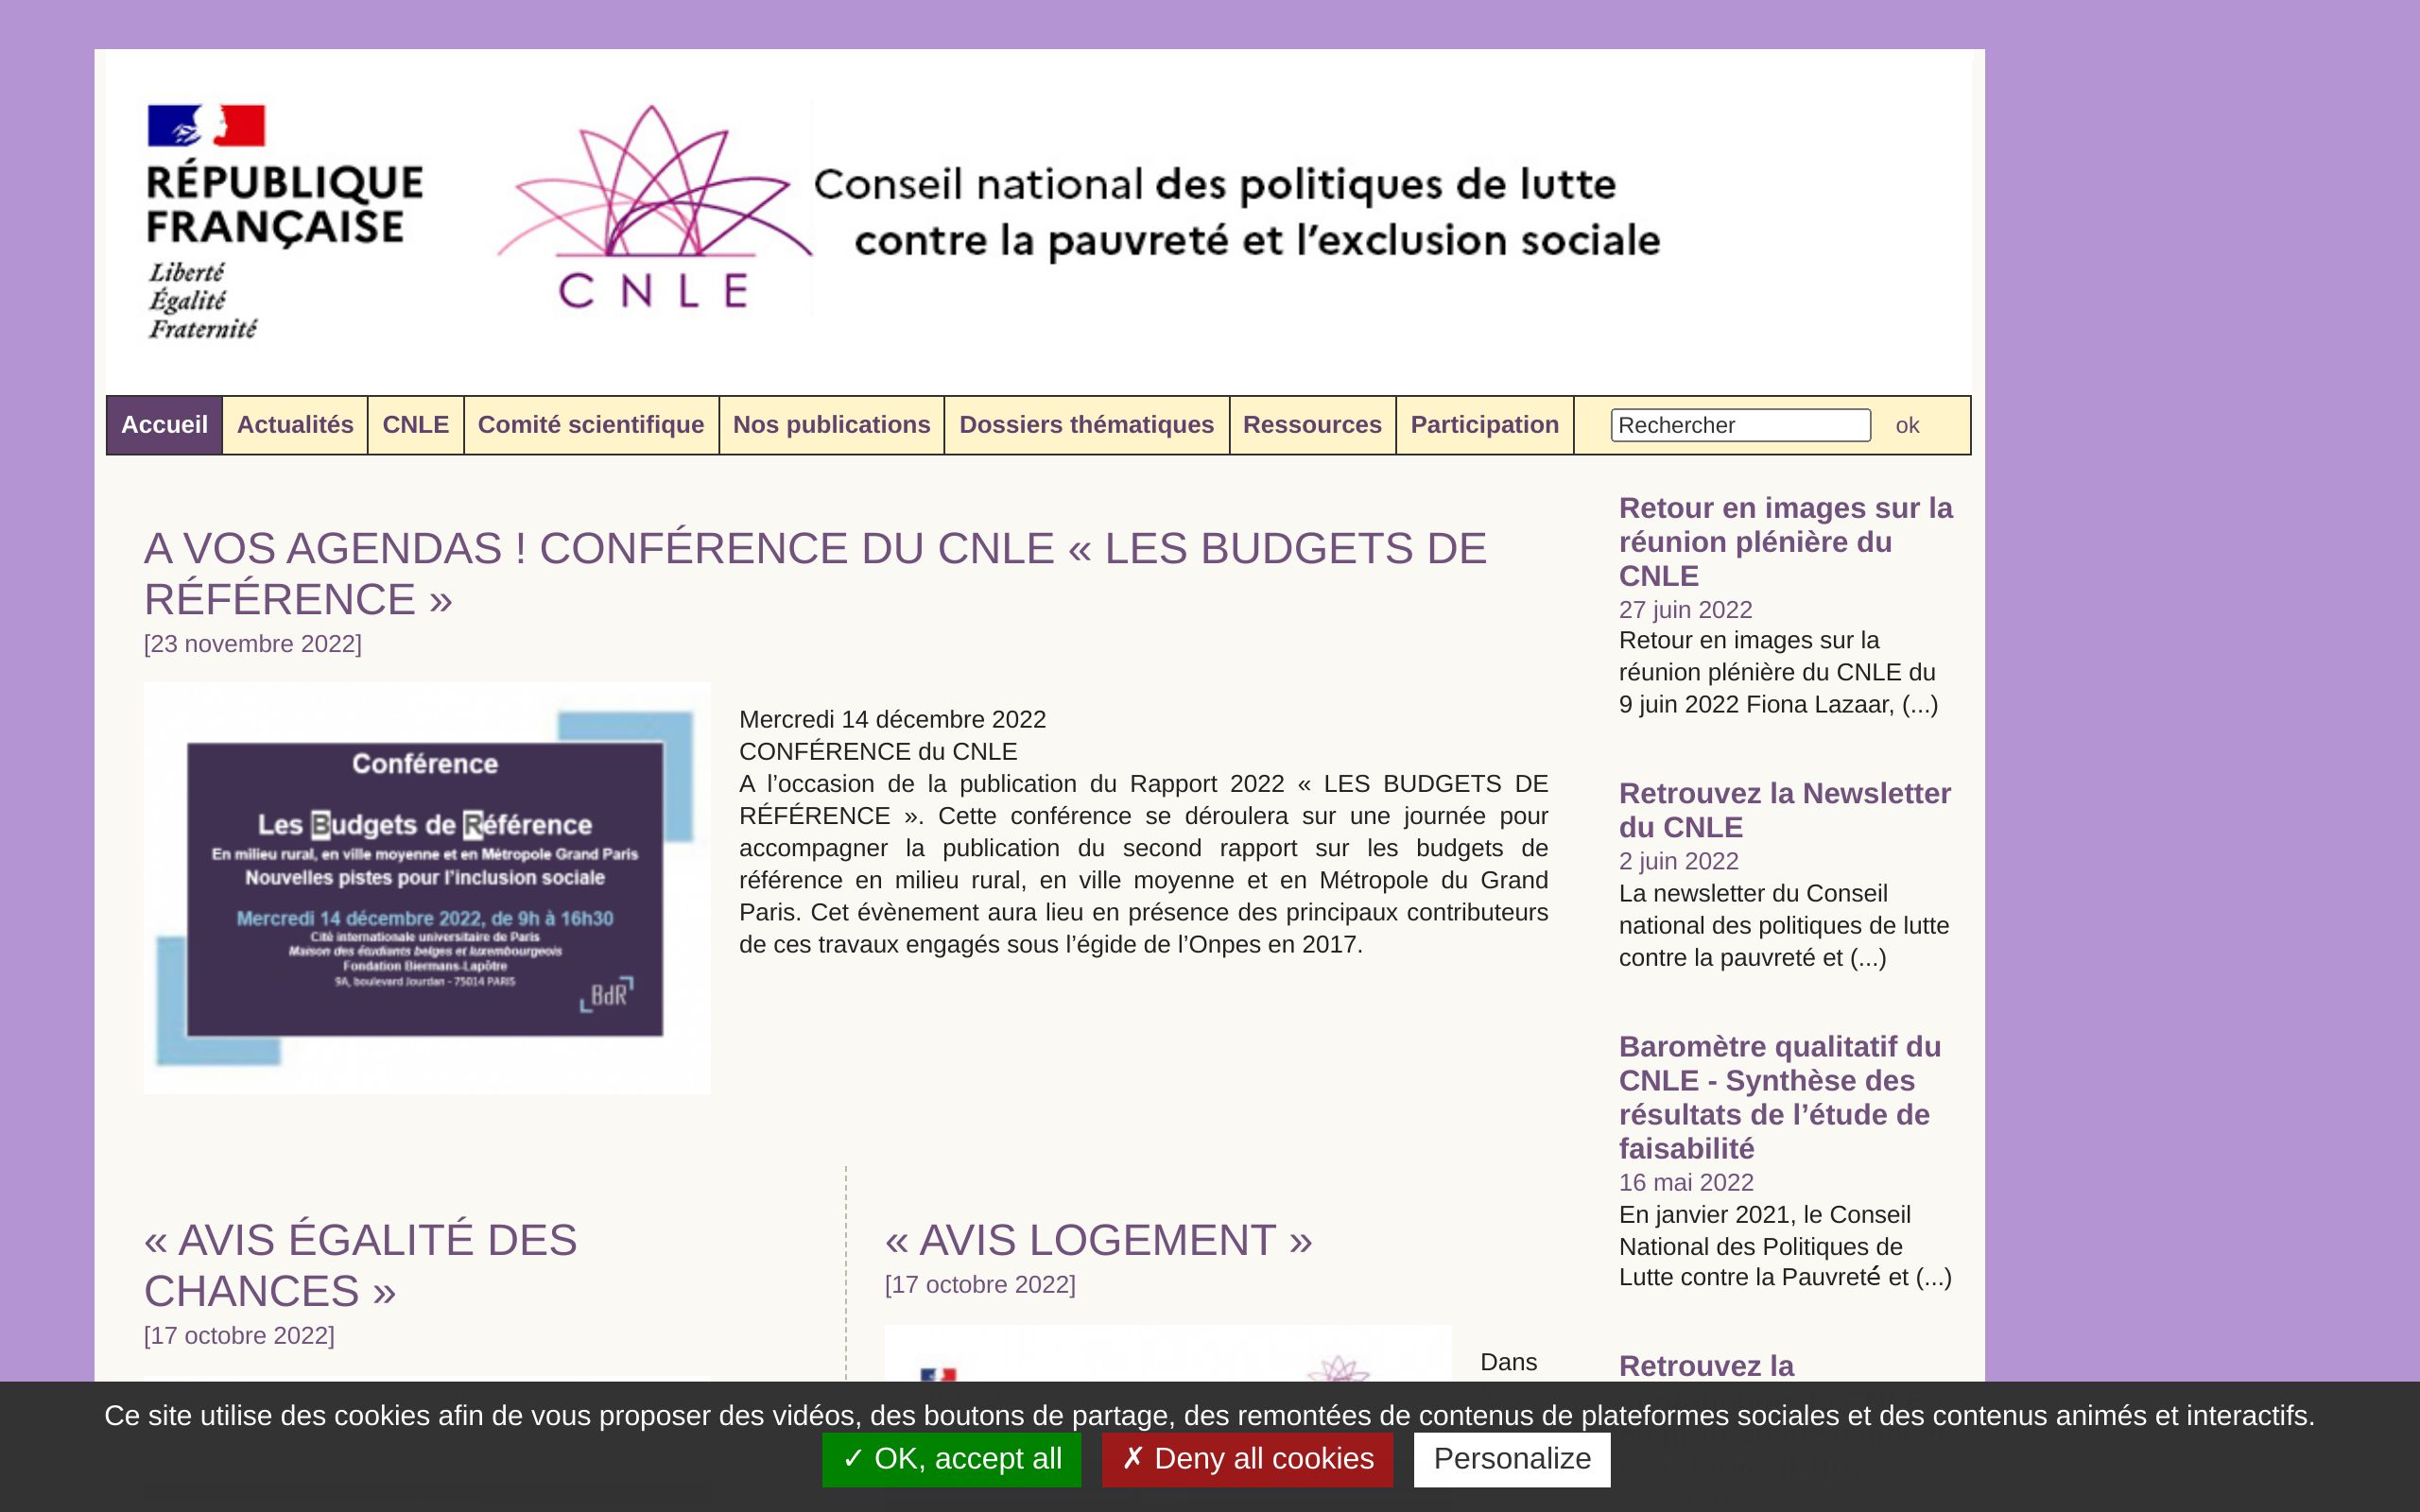 RÉPUBLIQUE
FRANÇAISE
Liberté
Égalité
Fraternité
CNLE
Conseil national des politiques de lutte
contre la pauvreté et l’exclusion sociale
Accueil Actualités CNLE Comité scientifique Nos publications Dossiers thématiques Ressources Participation Rechercher ok
A VOS AGENDAS ! CONFÉRENCE DU CNLE « LES BUDGETS DE
RÉFÉRENCE »
[23 novembre 2022]
Conférence
Les Budgets de Référence
En milieu rural, en ville moyenne et en Métropole Grand Paris
Nouvelles pistes pour l’inclusion sociale
Mercredi 14 décembre 2022, de 9h à 16h30
Cité internationale universitaire de Paris
Maison des étudiants belges et luxembourgeois
Fondation Biermans-Lapôtre
9A, boulevard Jourdan - 75014 PARIS
BdR
Mercredi 14 décembre 2022
CONFÉRENCE du CNLE
A l’occasion de la publication du Rapport 2022 « LES BUDGETS DE
RÉFÉRENCE ». Cette conférence se déroulera sur une journée pour
accompagner la publication du second rapport sur les budgets de
référence en milieu rural, en ville moyenne et en Métropole du Grand
Paris. Cet évènement aura lieu en présence des principaux contributeurs
de ces travaux engagés sous l’égide de l’Onpes en 2017.
« AVIS ÉGALITÉ DES
CHANCES »
[17 octobre 2022]
« AVIS LOGEMENT »
[17 octobre 2022]
Dans
Retour en images sur la
réunion plénière du
CNLE
27 juin 2022
Retour en images sur la
réunion plénière du CNLE du
9 juin 2022 Fiona Lazaar, (...)
Retrouvez la Newsletter
du CNLE
2 juin 2022
La newsletter du Conseil
national des politiques de lutte
contre la pauvreté et (...)
Baromètre qualitatif du
CNLE - Synthèse des
résultats de l’étude de
faisabilité
16 mai 2022
En janvier 2021, le Conseil
National des Politiques de
Lutte contre la Pauvreté et (...)
Retrouvez la
Ce site utilise des cookies afin de vous proposer des vidéos, des boutons de partage, des remontées de contenus de plateformes sociales et des contenus animés et interactifs.
✓ OK, accept all ✗ Deny all cookies Personalize